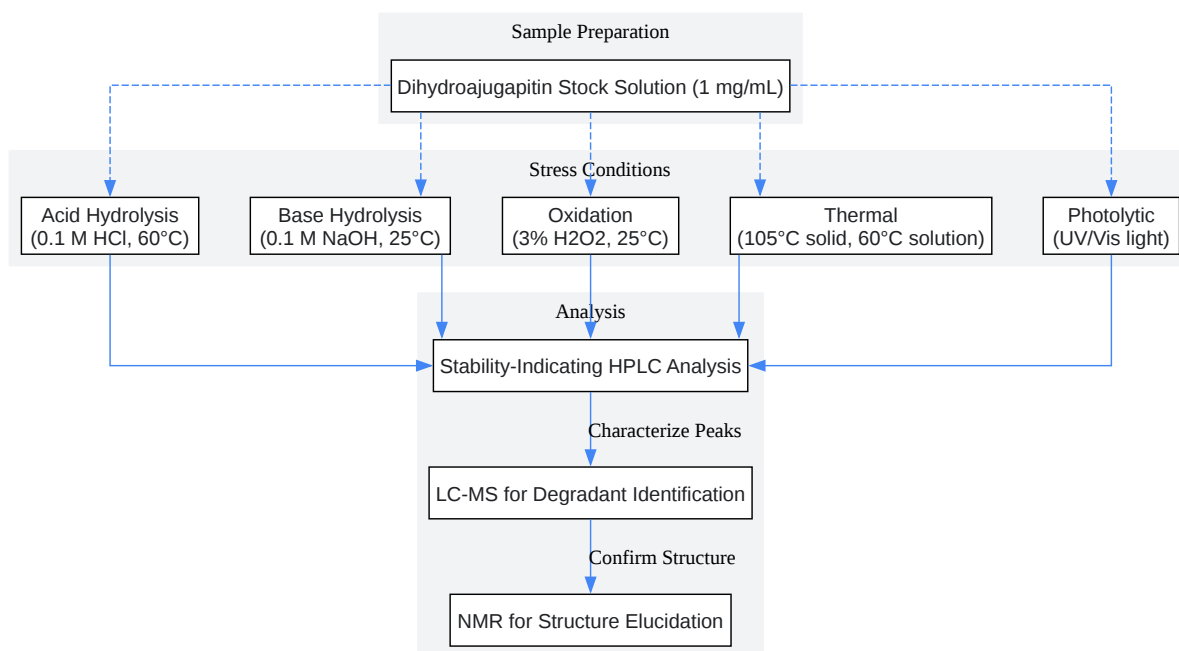 Sample Preparation
Dihydroajugapitin Stock Solution (1 mg/mL)
Stress Conditions
Acid Hydrolysis
(0.1 M HCl, 60°C)
Base Hydrolysis
(0.1 M NaOH, 25°C)
Oxidation
(3% H2O2, 25°C)
Thermal
(105°C solid, 60°C solution)
Photolytic
(UV/Vis light)
Analysis
Stability-Indicating HPLC Analysis
Characterize Peaks
LC-MS for Degradant Identification
Confirm Structure
NMR for Structure Elucidation